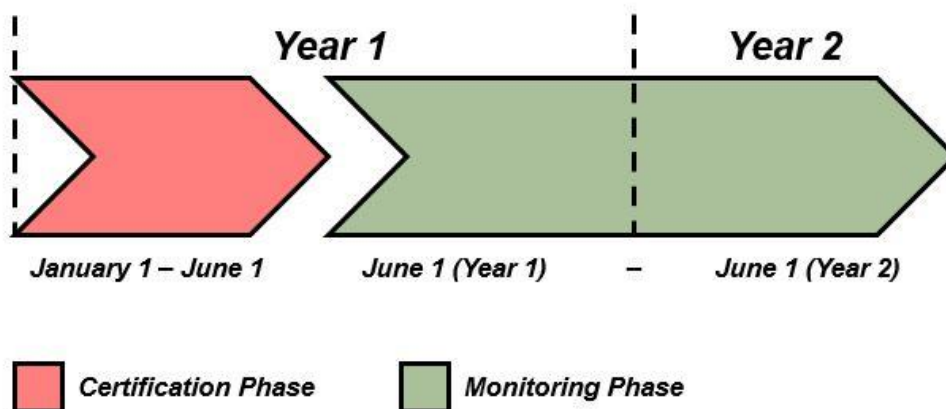 Year 1 Year 2
January 1 – June 1 June 1 (Year 1) – June 1 (Year 2)
Certification Phase Monitoring Phase